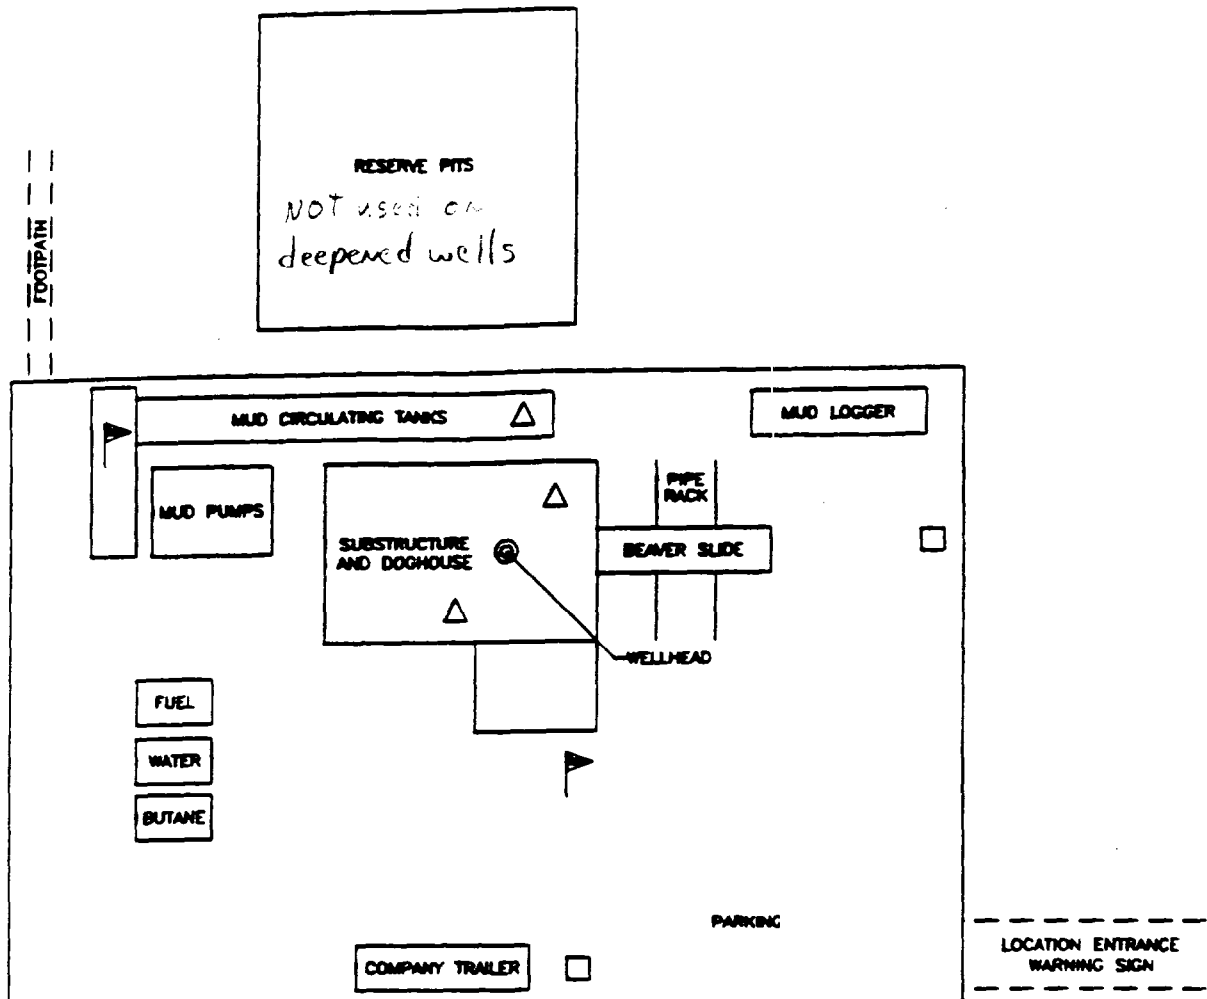 RESERVE PITS
NOT used on
deepened wells
FOOTPATH
MUD CIRCULATING TANKS
MUD LOGGER
MUD PUMPS
PIPE
RACK
SUBSTRUCTURE
AND DOGHOUSE
BEAVER SLIDE
WELLHEAD
FUEL
WATER
BUTANE
PARKING
COMPANY TRAILER
LOCATION ENTRANCE
WARNING SIGN